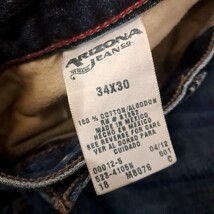 ARIZONA
JEAN CO.
34X30
100 % COTTON/ALGODON
RN # 93252
MADE IN MEXICO
HECHO EN MEXICO
SEE REVERSE FOR CARE
VER AL DORSO PARA
CUIDADO 04/12
00012-5 001
523-4105N
18 M8076 C